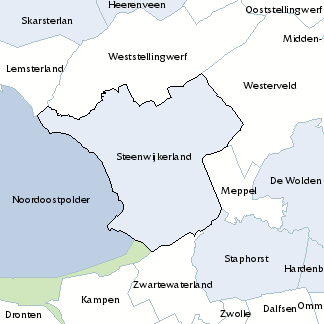 Heerenveen
Ooststellingwerf
Skarsterlan
Midden-
Weststellingwerf
Lemsterland
Westerveld
Steenwijkerland
De Wolden
Meppel
Noordoostpolder
Staphorst
Hardenb
Zwartewaterland
Kampen
Dronten
Zwolle
Dalfsen
Omm